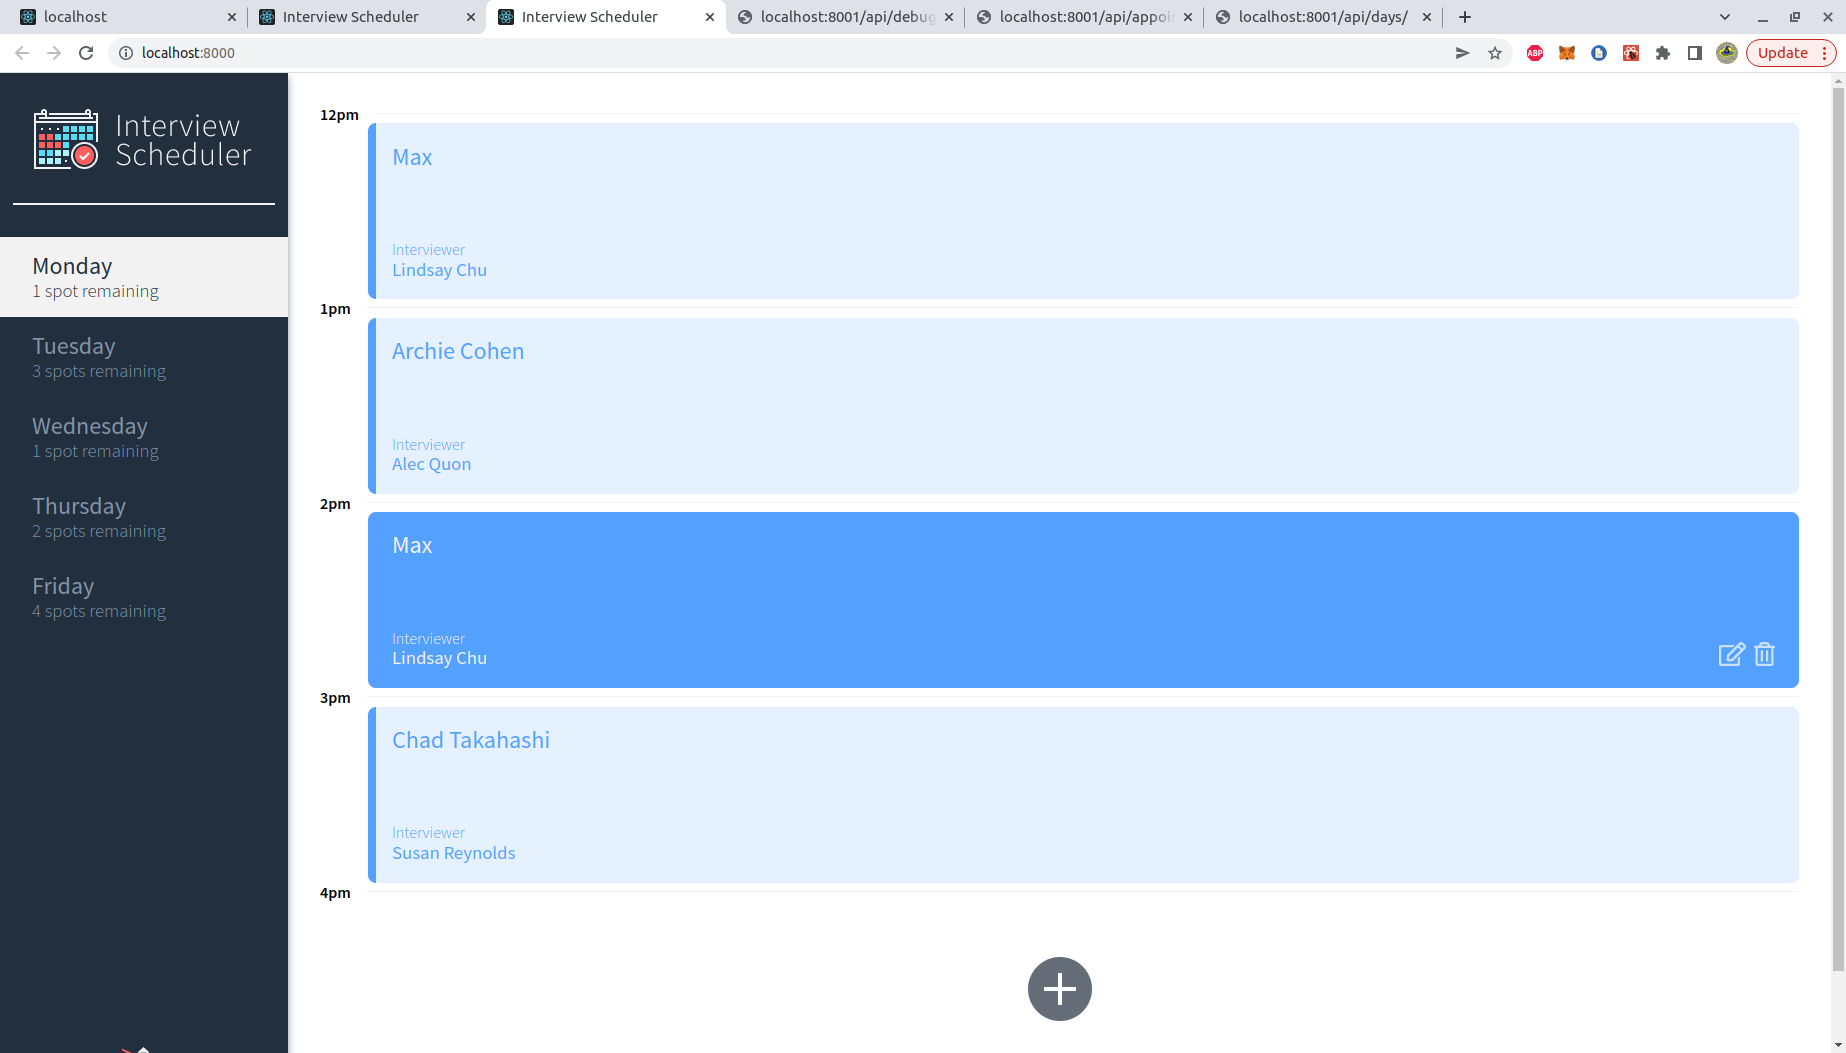 localhost
Interview Scheduler
Interview Scheduler
localhost:8001/api/debug
localhost:8001/api/appoi
localhost:8001/api/days/
localhost:8000
ABP
Update
Interview
Scheduler
Monday
1 spot remaining
Tuesday
3 spots remaining
Wednesday
1 spot remaining
Thursday
2 spots remaining
Friday
4 spots remaining
12pm
Max
Interviewer
Lindsay Chu
1pm
Archie Cohen
Interviewer
Alec Quon
2pm
Max
Interviewer
Lindsay Chu
3pm
Chad Takahashi
Interviewer
Susan Reynolds
4pm